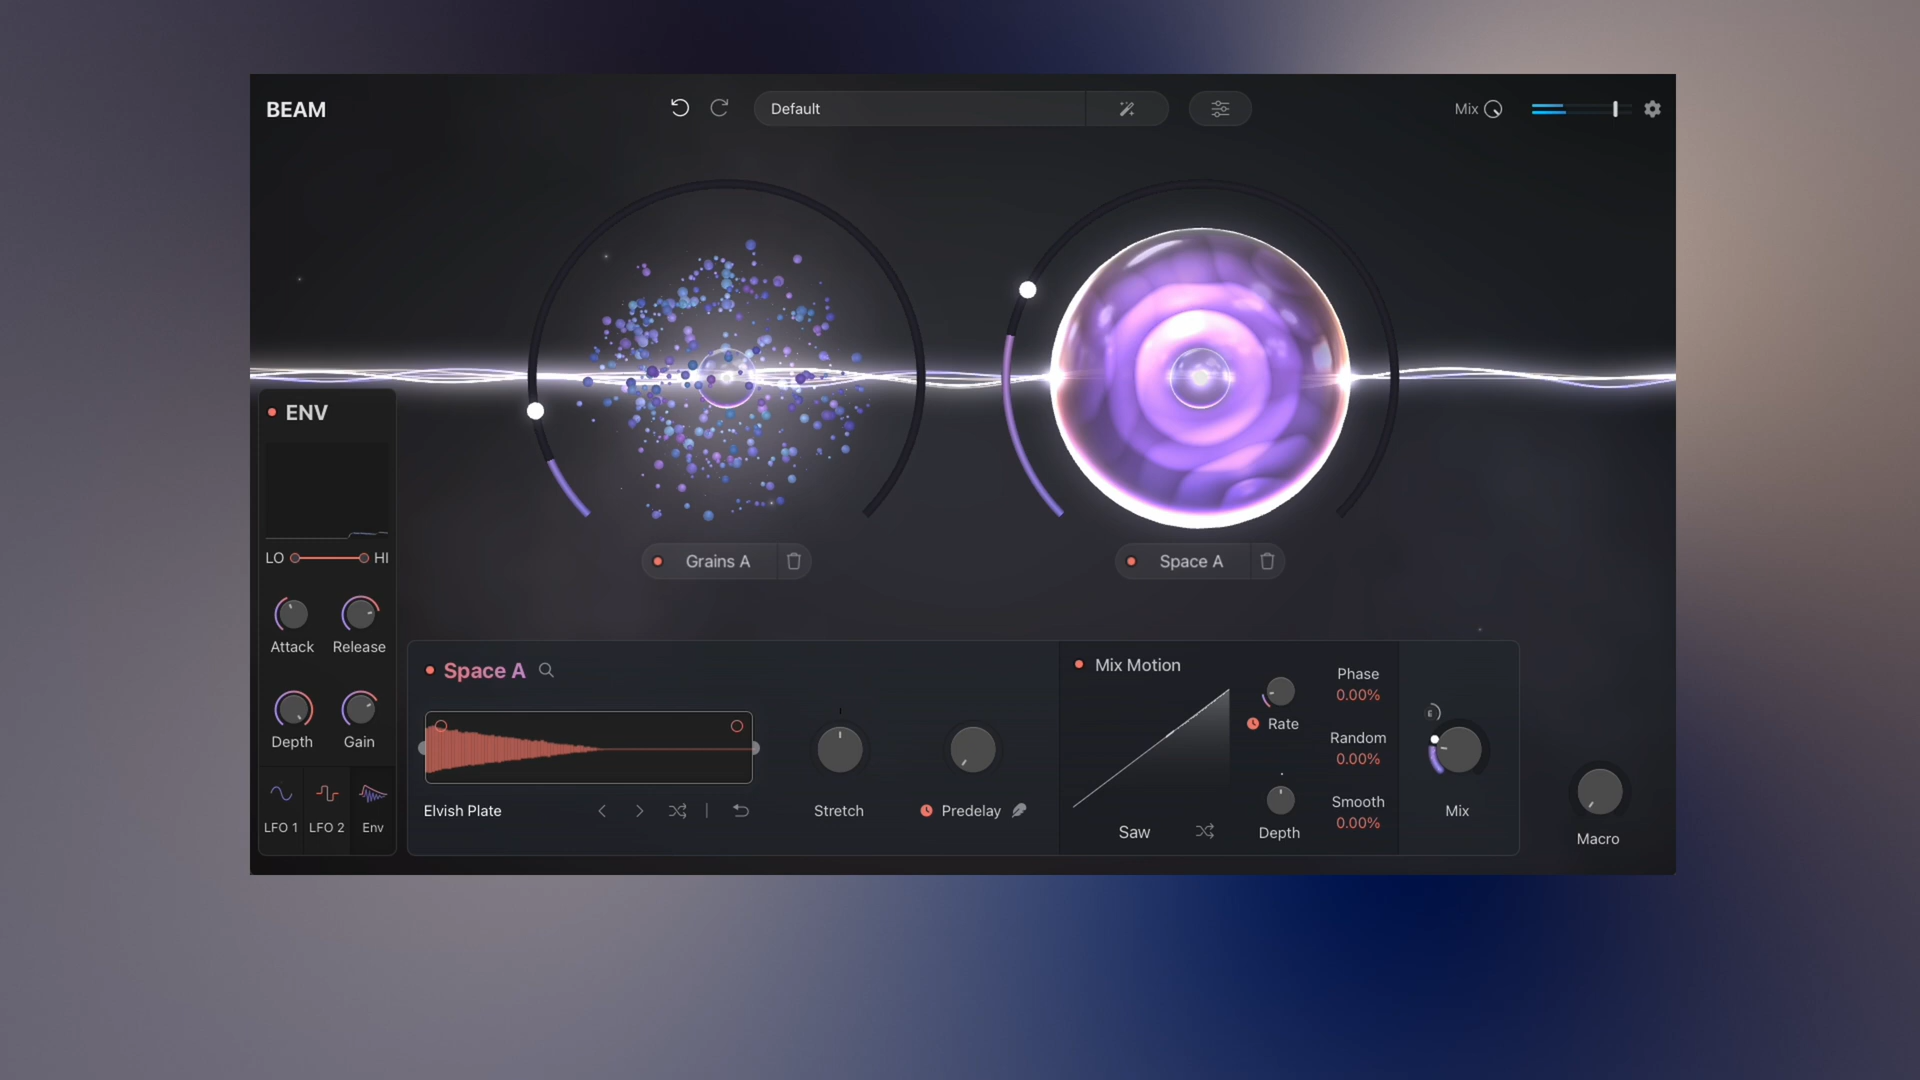 BEAM
Default
Mix
ENV
LO HI
Attack Release
Depth Gain
LFO 1 LFO 2 Env
Grains A
Space A
Space A
Elvish Plate
Stretch
Predelay
Mix Motion
Saw
Rate
Depth
Phase
0.00%
Random
0.00%
Smooth
0.00%
E
Mix
Macro